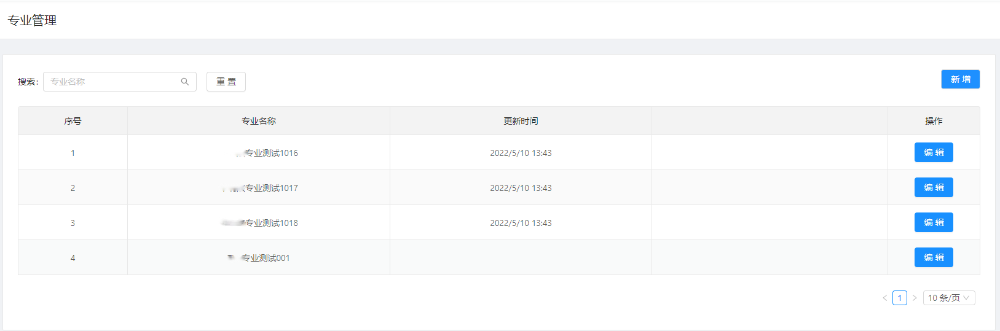 专业管理
搜索: 专业名称 重 置 新 增
序号 专业名称 更新时间 操作
1 专业测试1016 2022/5/10 13:43 编 辑
2 专业测试1017 2022/5/10 13:43 编 辑
3 专业测试1018 2022/5/10 13:43 编 辑
4 专业测试001 编 辑
1 10 条/页